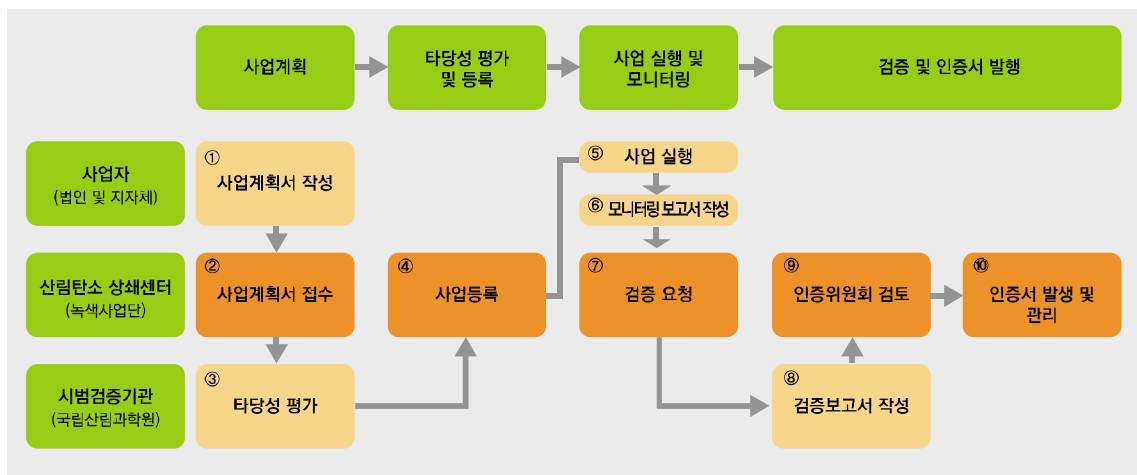 사업계획
타당성 평가
및 등록
사업 실행 및
모니터링
검증 및 인증서 발행
사업자
(법인 및 지자체)
①
사업계획서 작성
⑤ 사업 실행
⑥ 모니터링 보고서 작성
산림탄소 상쇄센터
(녹색사업단)
②
사업계획서 접수
④
사업등록
⑦
검증 요청
⑨
인증위원회 검토
⑩
인증서 발생 및
관리
시범검증기관
(국립산림과학원)
③
타당성 평가
⑧
검증보고서 작성